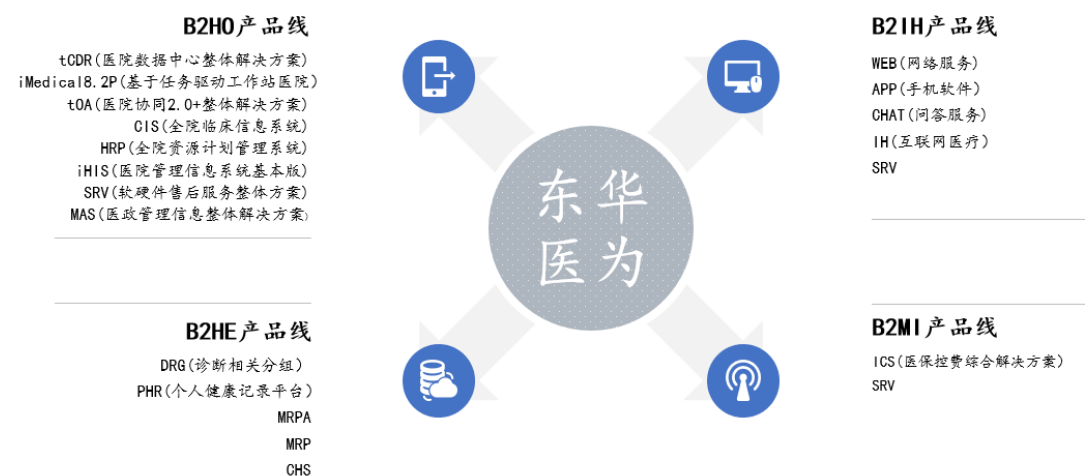 B2HO产品线
tCDR(医院数据中心整体解决方案)
iMedical8.2P(基于任务驱动工作站医院)
tOA(医院协同2.0+整体解决方案)
CIS(全院临床信息系统)
HRP(全院资源计划管理系统)
iHIS(医院管理信息系统基本版)
SRV(软硬件售后服务整体方案)
MAS(医政管理信息整体解决方案)
B2HE产品线
DRG(诊断相关分组)
PHR(个人健康记录平台)
MRPA
MRP
CHS
东华
医为
B2IH产品线
WEB(网络服务)
APP(手机软件)
CHAT(问答服务)
IH(互联网医疗)
SRV
B2MI产品线
ICS(医保控费综合解决方案)
SRV